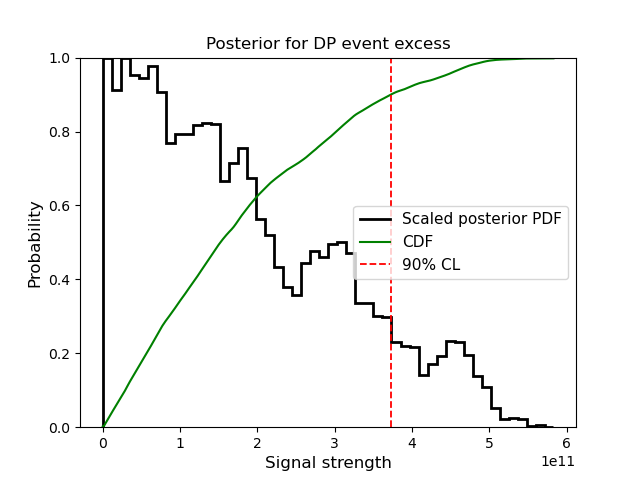 Posterior for DP event excess
Probability
1.0
0.8
0.6
0.4
0.2
0.0
Scaled posterior PDF
CDF
90% CL
0 1 2 3 4 5 6
1e11
Signal strength